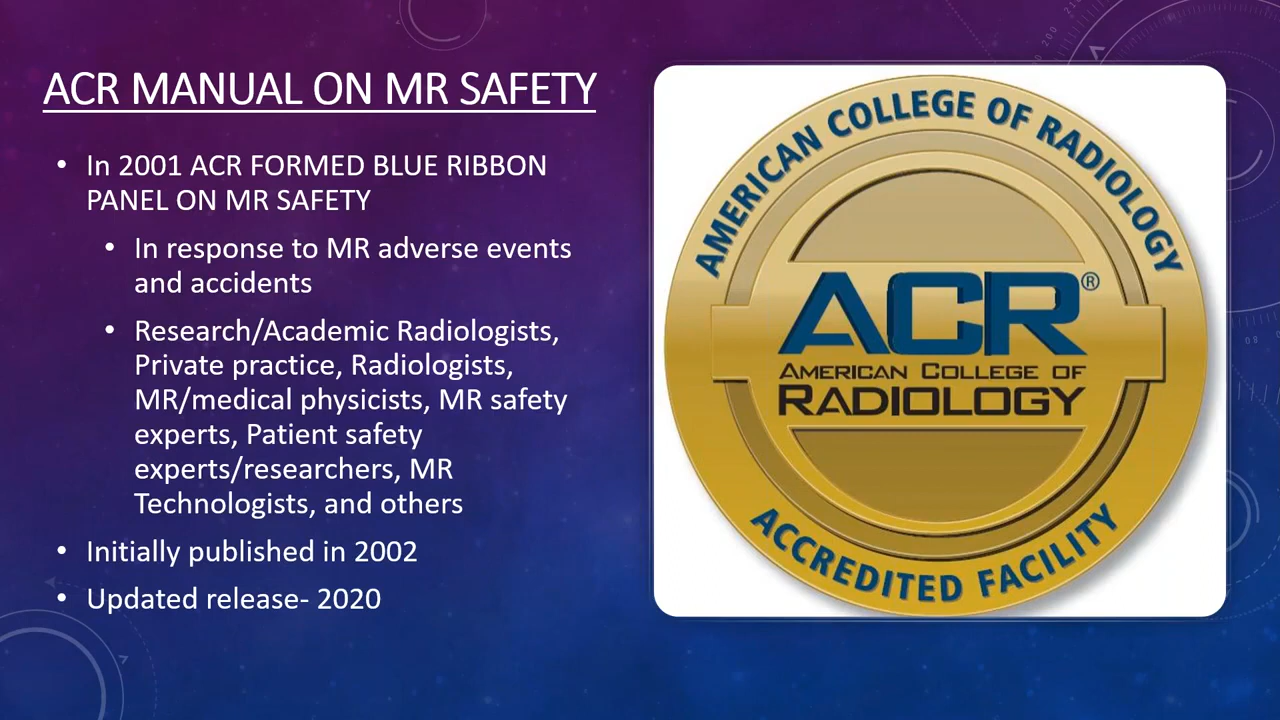 ACR MANUAL ON MR SAFETY
• In 2001 ACR FORMED BLUE RIBBON
PANEL ON MR SAFETY
• In response to MR adverse events
and accidents
• Research/Academic Radiologists,
Private practice, Radiologists,
MR/medical physicists, MR safety
experts, Patient safety
experts/researchers, MR
Technologists, and others
• Initially published in 2002
• Updated release- 2020
AMERICAN COLLEGE OF RADIOLOGY
ACR®
AMERICAN COLLEGE OF
RADIOLOGY
ACCREDITED FACILITY